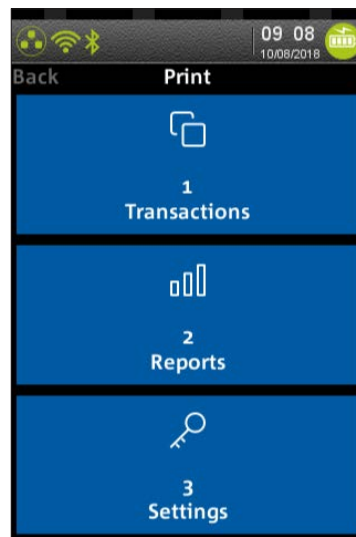 09 08
10/08/2018
Back Print
1
Transactions
2
Reports
3
Settings